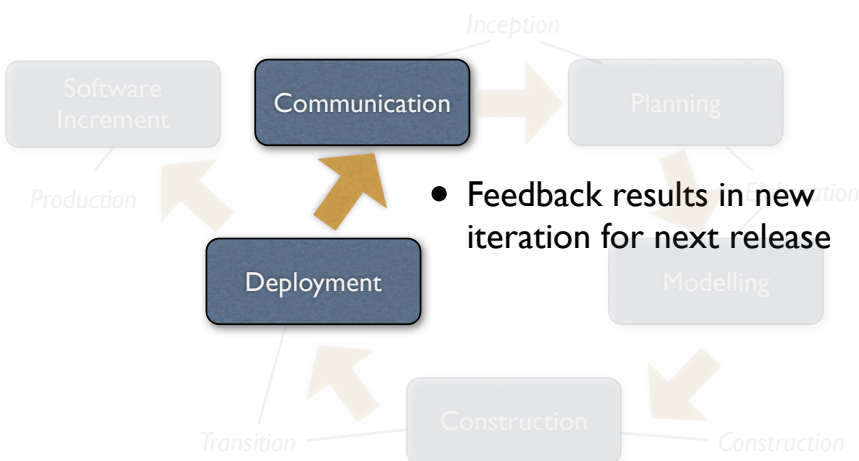 Inception
Software
Increment
Communication
Planning
Production
• Feedback results in new
iteration for next release
Elaboration
Deployment
Modelling
Construction
Transition
Construction